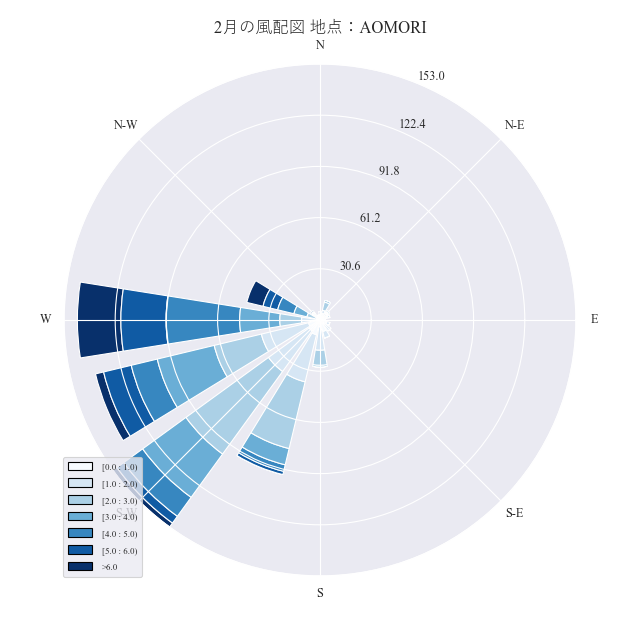 2月の風配図 地点：AOMORI
N
153.0
N-W
122.4
N-E
91.8
61.2
30.6
W
E
[0.0 : 1.0)
[1.0 : 2.0)
[2.0 : 3.0)
[3.0 : 4.0)
[4.0 : 5.0)
[5.0 : 6.0)
>6.0
S-W
S-E
S